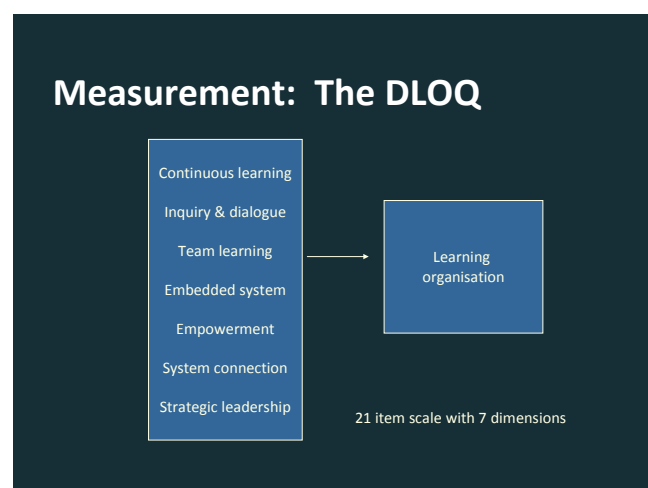 Measurement:  The DLOQ
Continuous learning
Inquiry & dialogue
Team learning
Embedded system
Empowerment
System connection
Strategic leadership
Learning
organisation
21 item scale with 7 dimensions